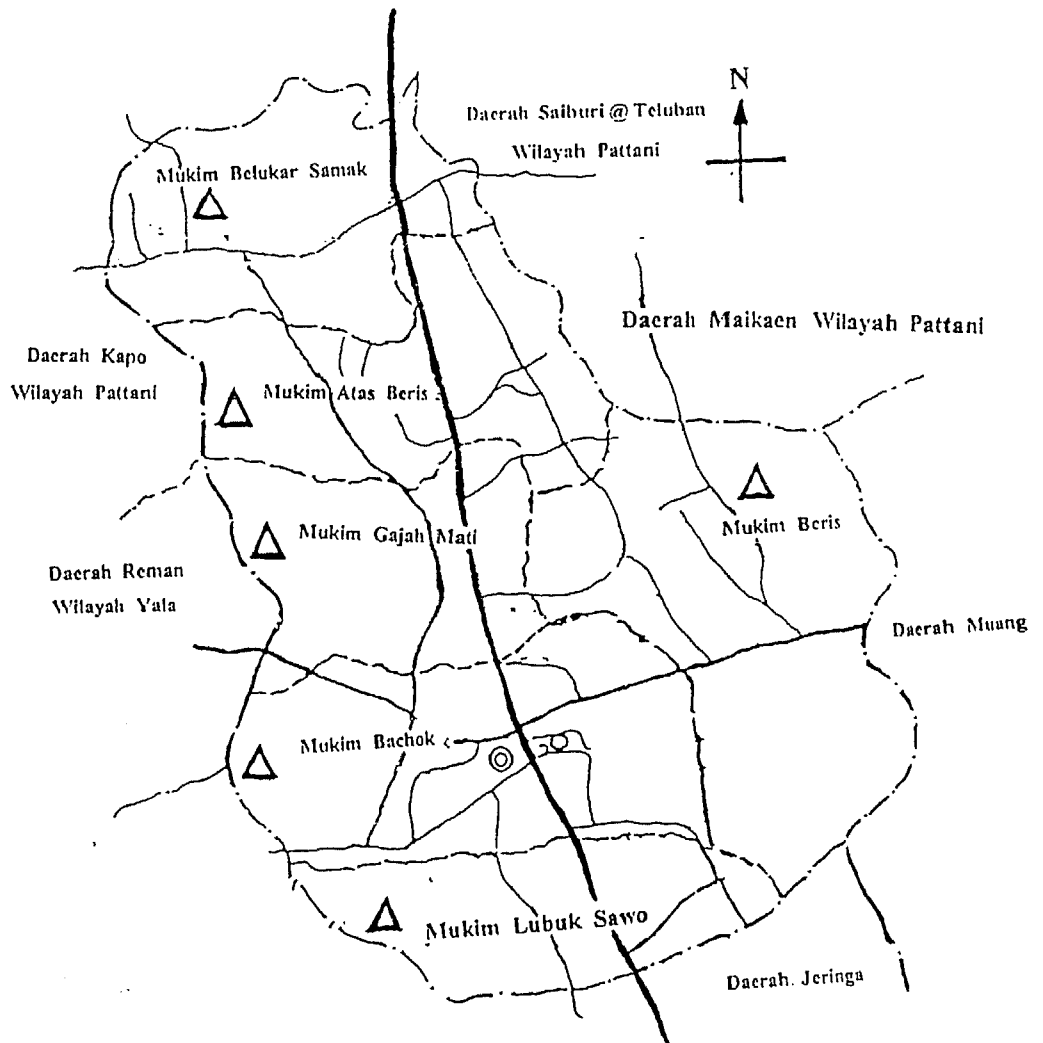 N
Daerah Saiburi @ Teluban
Wilayah Pattani
Mukim Belukar Samak
Daerah Maikaen Wilayah Pattani
Daerah Kapo
Wilayah Pattani
Mukim Atas Beris
Mukim Beris
Mukim Gajah Mati
Daerah Reman
Wilayah Yala
Daerah Muang
Mukim Bachok
Mukim Lubuk Sawo
Daerah. Jeringa